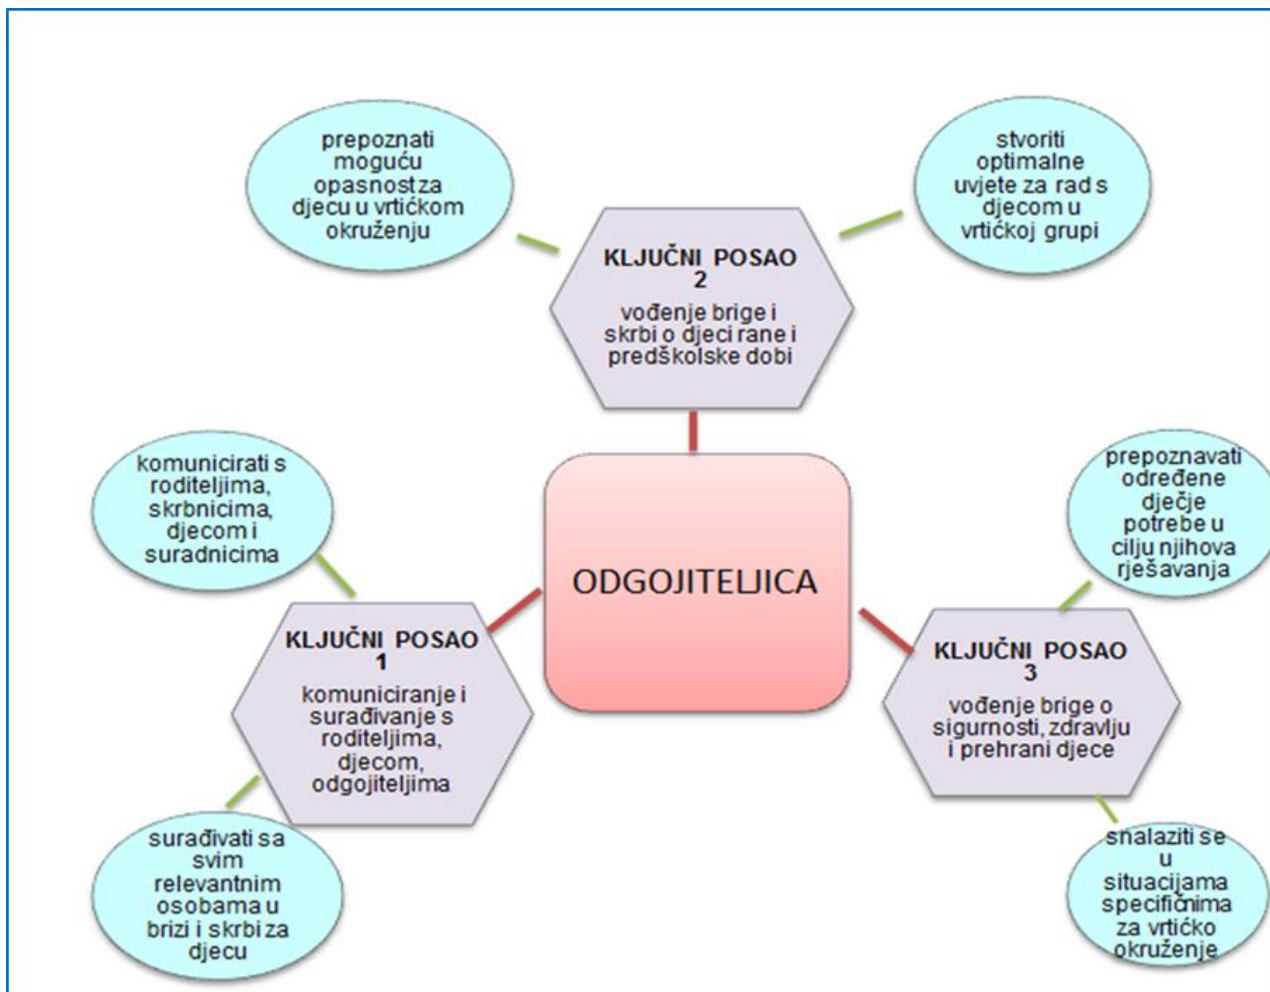 prepoznati
moguću
opasnost za
djecu u vrtićkom
okruženju
stvoriti
optimalne
uvjete za rad s
djecom u
vrtićkoj grupi
KLJUČNI POSAO
2
vođenje brige i
skrbi o djeci rane i
predškolske dobi
komunicirati s
roditeljima,
skrbnicima,
djecom i
suradnicima
prepoznavati
određene
dječje
potrebe u
cilju njihova
rješavanja
ODGOJITELJICA
KLJUČNI POSAO
1
komuniciranje i
surađivanje s
roditeljima,
djecom,
odgojiteljima
KLJUČNI POSAO
3
vođenje brige o
sigurnosti, zdravlju
i prehrani djece
surađivati sa
svim
relevantnim
osobama u
brizi i skrbi za
djecu
snalaziti se
u
situacijama
specifičnima
za vrtićko
okruženje